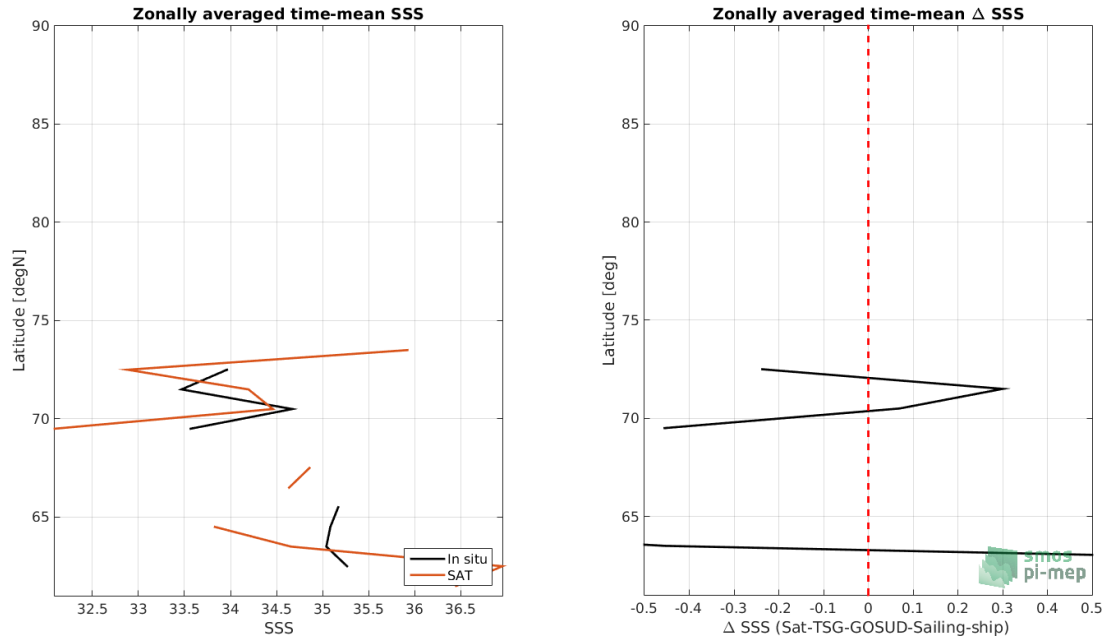 Zonally averaged time-mean SSS
90
85
80
75
70
65
Latitude [degN]
32.5 33 33.5 34 34.5 35 35.5 36 36.5
SSS
In situ
SAT
Zonally averaged time-mean Δ SSS
90
85
80
75
70
65
Latitude [deg]
-0.5 -0.4 -0.3 -0.2 -0.1 0 0.1 0.2 0.3 0.4 0.5
Δ SSS (Sat-TSG-GOSUD-Sailing-ship)
smos
pi-mep